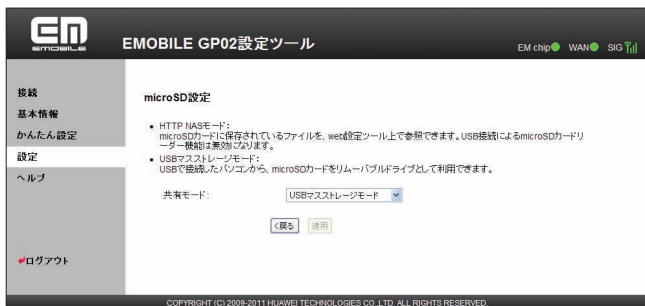 EM
EMOBILE
EMOBILE GP02設定ツール
EM chip WAN SIG
接続
基本情報
かんたん設定
設定
ヘルプ
ログアウト
microSD設定
HTTP NASモード:
microSDカードに保存されているファイルを、web設定ツール上で参照できます。USB接続によるmicroSDカードリ
ーダー機能は無効になります。
USBマスストレージモード:
USBで接続したパソコンから、microSDカードをリムーバブルドライブとして利用できます。
共有モード: USBマスストレージモード
<戻る 適用
COPYRIGHT (C) 2009-2011 HUAWEI TECHNOLOGIES CO.,LTD. ALL RIGHTS RESERVED.